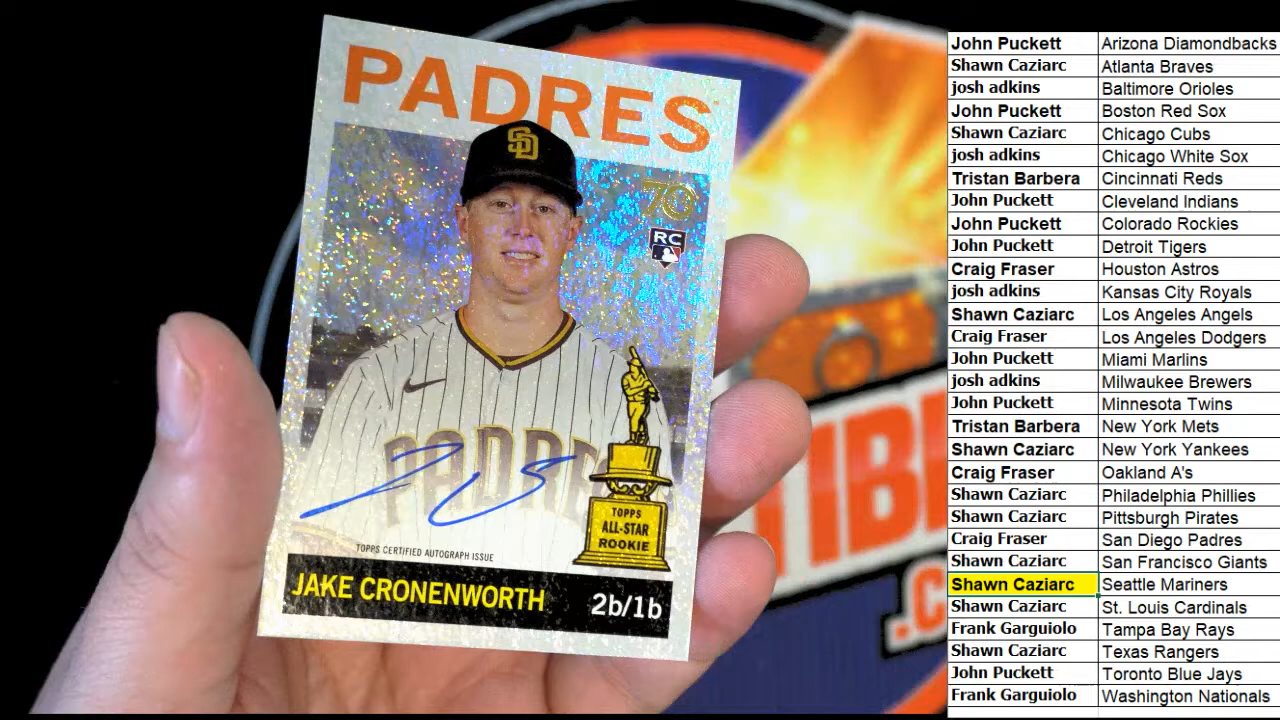 PADRES
SD
70
RC
PADRE
TOPPS
ALL-STAR
ROOKIE
TOPPS CERTIFIED AUTOGRAPH ISSUE
JAKE CRONENWORTH 2b/1b
John Puckett Arizona Diamondbacks
Shawn Caziarc Atlanta Braves
josh adkins Baltimore Orioles
John Puckett Boston Red Sox
Shawn Caziarc Chicago Cubs
josh adkins Chicago White Sox
Tristan Barbera Cincinnati Reds
John Puckett Cleveland Indians
John Puckett Colorado Rockies
John Puckett Detroit Tigers
Craig Fraser Houston Astros
josh adkins Kansas City Royals
Shawn Caziarc Los Angeles Angels
Craig Fraser Los Angeles Dodgers
John Puckett Miami Marlins
josh adkins Milwaukee Brewers
John Puckett Minnesota Twins
Tristan Barbera New York Mets
Shawn Caziarc New York Yankees
Craig Fraser Oakland A's
Shawn Caziarc Philadelphia Phillies
Shawn Caziarc Pittsburgh Pirates
Craig Fraser San Diego Padres
Shawn Caziarc San Francisco Giants
Shawn Caziarc Seattle Mariners
Shawn Caziarc St. Louis Cardinals
Frank Garguiolo Tampa Bay Rays
Shawn Caziarc Texas Rangers
John Puckett Toronto Blue Jays
Frank Garguiolo Washington Nationals